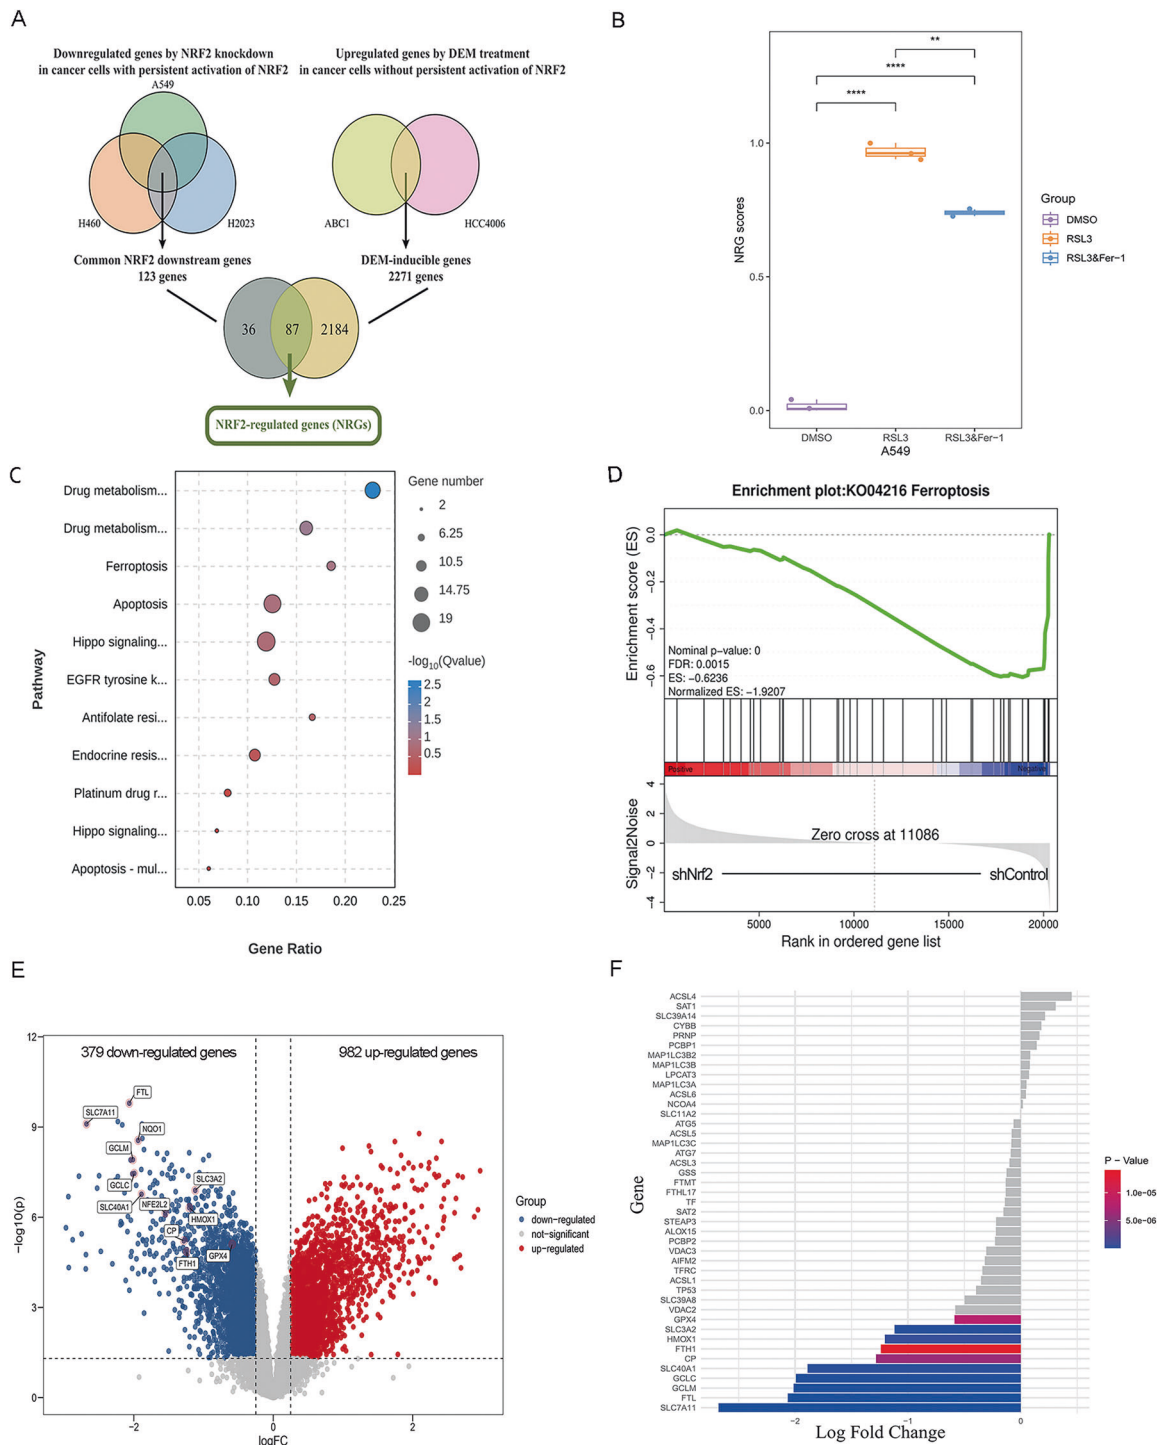 A
Downregulated genes by NRF2 knockdown
in cancer cells with persistent activation of NRF2
Upregulated genes by DEM treatment
in cancer cells without persistent activation of NRF2
A549
H460
H2023
ABC1
HCC4006
Common NRF2 downstream genes
123 genes
DEM-inducible genes
2271 genes
36
87
2184
NRF2-regulated genes (NRGs)
B
**
****
****
NRG scores
1.0
0.5
0.0
DMSO
RSL3
RSL3&Fer-1
A549
Group
DMSO
RSL3
RSL3&Fer-1
C
Pathway
Drug metabolism...
Drug metabolism...
Ferroptosis
Apoptosis
Hippo signaling...
EGFR tyrosine k...
Antifolate resi...
Endocrine resis...
Platinum drug r...
Hippo signaling...
Apoptosis - mul...
0.05
0.10
0.15
0.20
0.25
Gene Ratio
Gene number
2
6.25
10.5
14.75
19
-log10(Qvalue)
2.5
2
1.5
1
0.5
D
Enrichment plot:KO04216 Ferroptosis
Enrichment score (ES)
0.0
-0.2
-0.4
-0.6
Nominal p-value: 0
FDR: 0.0015
ES: -0.6236
Normalized ES: -1.9207
Positive
Negative
Signal2Noise
4
2
0
-2
-4
Zero cross at 11086
shNrf2
shControl
5000
10000
15000
20000
Rank in ordered gene list
E
−log10(p)
12
9
6
3
0
379 down-regulated genes
982 up-regulated genes
FTL
SLC7A11
NQO1
GCLM
GCLC
SLC3A2
SLC40A1
NFE2L2
HMOX1
CP
GPX4
FTH1
−2
0
2
logFC
Group
down-regulated
not-significant
up-regulated
F
Gene
ACSL4
SAT1
SLC39A14
CYBB
PRNP
PCBP1
MAP1LC3B2
MAP1LC3B
LPCAT3
MAP1LC3A
ACSL6
NCOA4
SLC11A2
ATG5
ACSL5
MAP1LC3C
ATG7
ACSL3
GSS
FTMT
FTHL17
TF
SAT2
STEAP3
ALOX15
PCBP2
VDAC3
AIFM2
TFRC
ACSL1
TP53
SLC39A8
VDAC2
GPX4
SLC3A2
HMOX1
FTH1
CP
SLC40A1
GCLC
GCLM
FTL
SLC7A11
−2
−1
0
Log Fold Change
P − Value
1.0e−05
5.0e−06